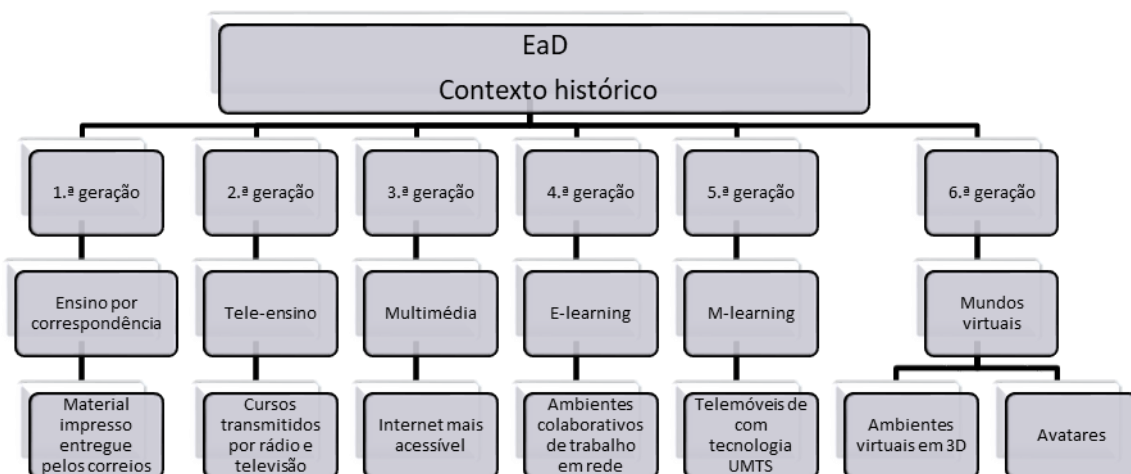 EaD
Contexto histórico
1.ª geração
2.ª geração
3.ª geração
4.ª geração
5.ª geração
6.ª geração
Ensino por
correspondência
Tele-ensino
Multimédia
E-learning
M-learning
Mundos
virtuais
Material
impresso
entregue
pelos correios
Cursos
transmitidos
por rádio e
televisão
Internet mais
acessível
Ambientes
colaborativos
de trabalho
em rede
Telemóveis de
com
tecnologia
UMTS
Ambientes
virtuais em 3D
Avatares